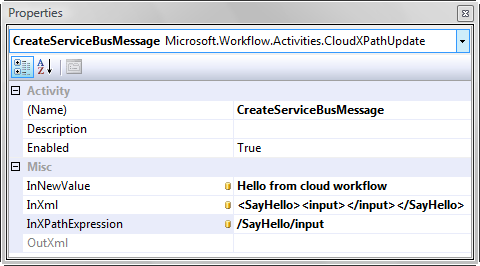 Properties
CreateServiceBusMessage Microsoft.Workflow.Activities.CloudXPathUpdate
Activity
(Name) CreateServiceBusMessage
Description
Enabled True
Misc
InNewValue Hello from cloud workflow
InXml <SayHello><input></input></SayHello>
InXPathExpression /SayHello/input
OutXml